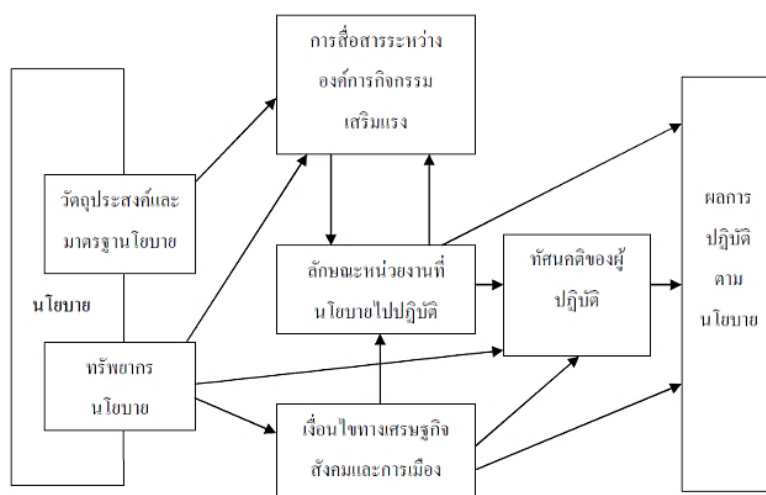 การสื่อสารระหว่าง
องค์การกิจกรรม
เสริมแรง
วัตถุประสงค์และ
มาตรฐานโยบาย
นโยบาย
ทรัพยากร
นโยบาย
ลักษณะหน่วยงานที่
นโยบายไปปฏิบัติ
ทัศนคติของผู้
ปฏิบัติ
เงื่อนไขทางเศรษฐกิจ
สังคมและการเมือง
ผลการ
ปฏิบัติ
ตาม
นโยบาย